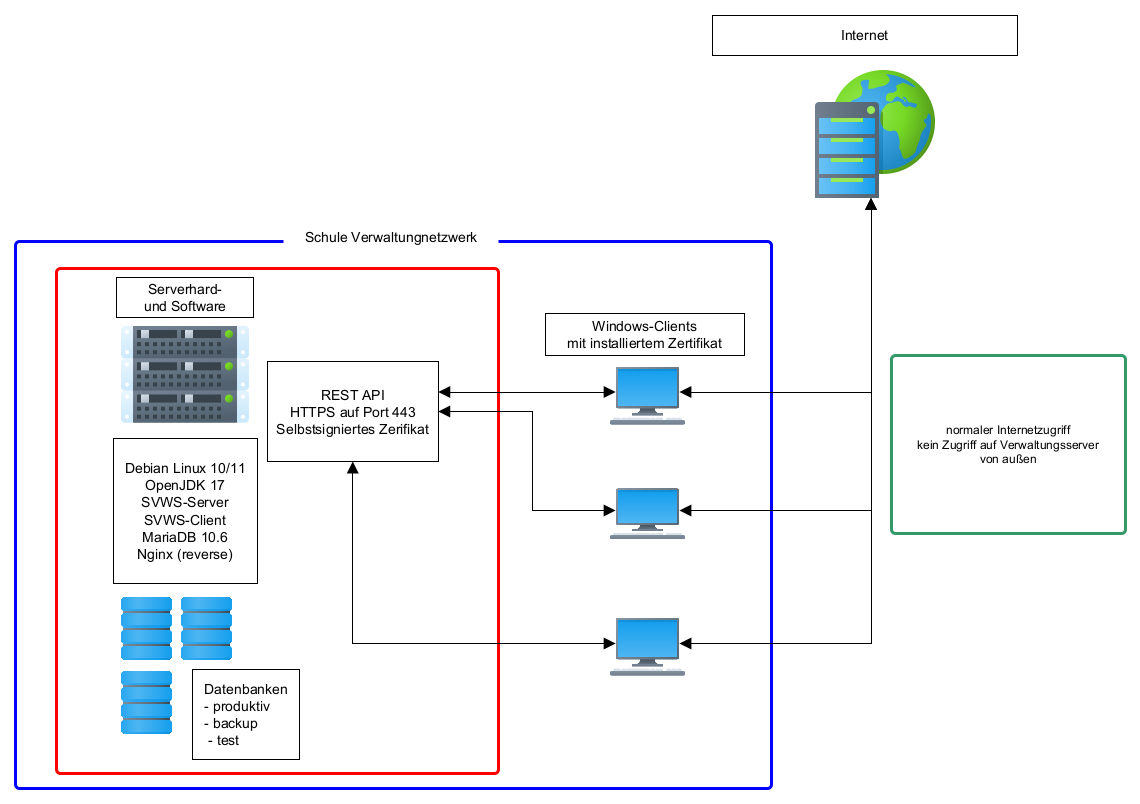 Internet
Schule Verwaltungnetzwerk
Serverhard-
und Software
Windows-Clients
mit installiertem Zertifikat
REST API
HTTPS auf Port 443
Selbstsigniertes Zerifikat
normaler Internetzugriff
kein Zugriff auf Verwaltungsserver
von außen
Debian Linux 10/11
OpenJDK 17
SVWS-Server
SVWS-Client
MariaDB 10.6
Nginx (reverse)
Datenbanken
- produktiv
- backup
- test